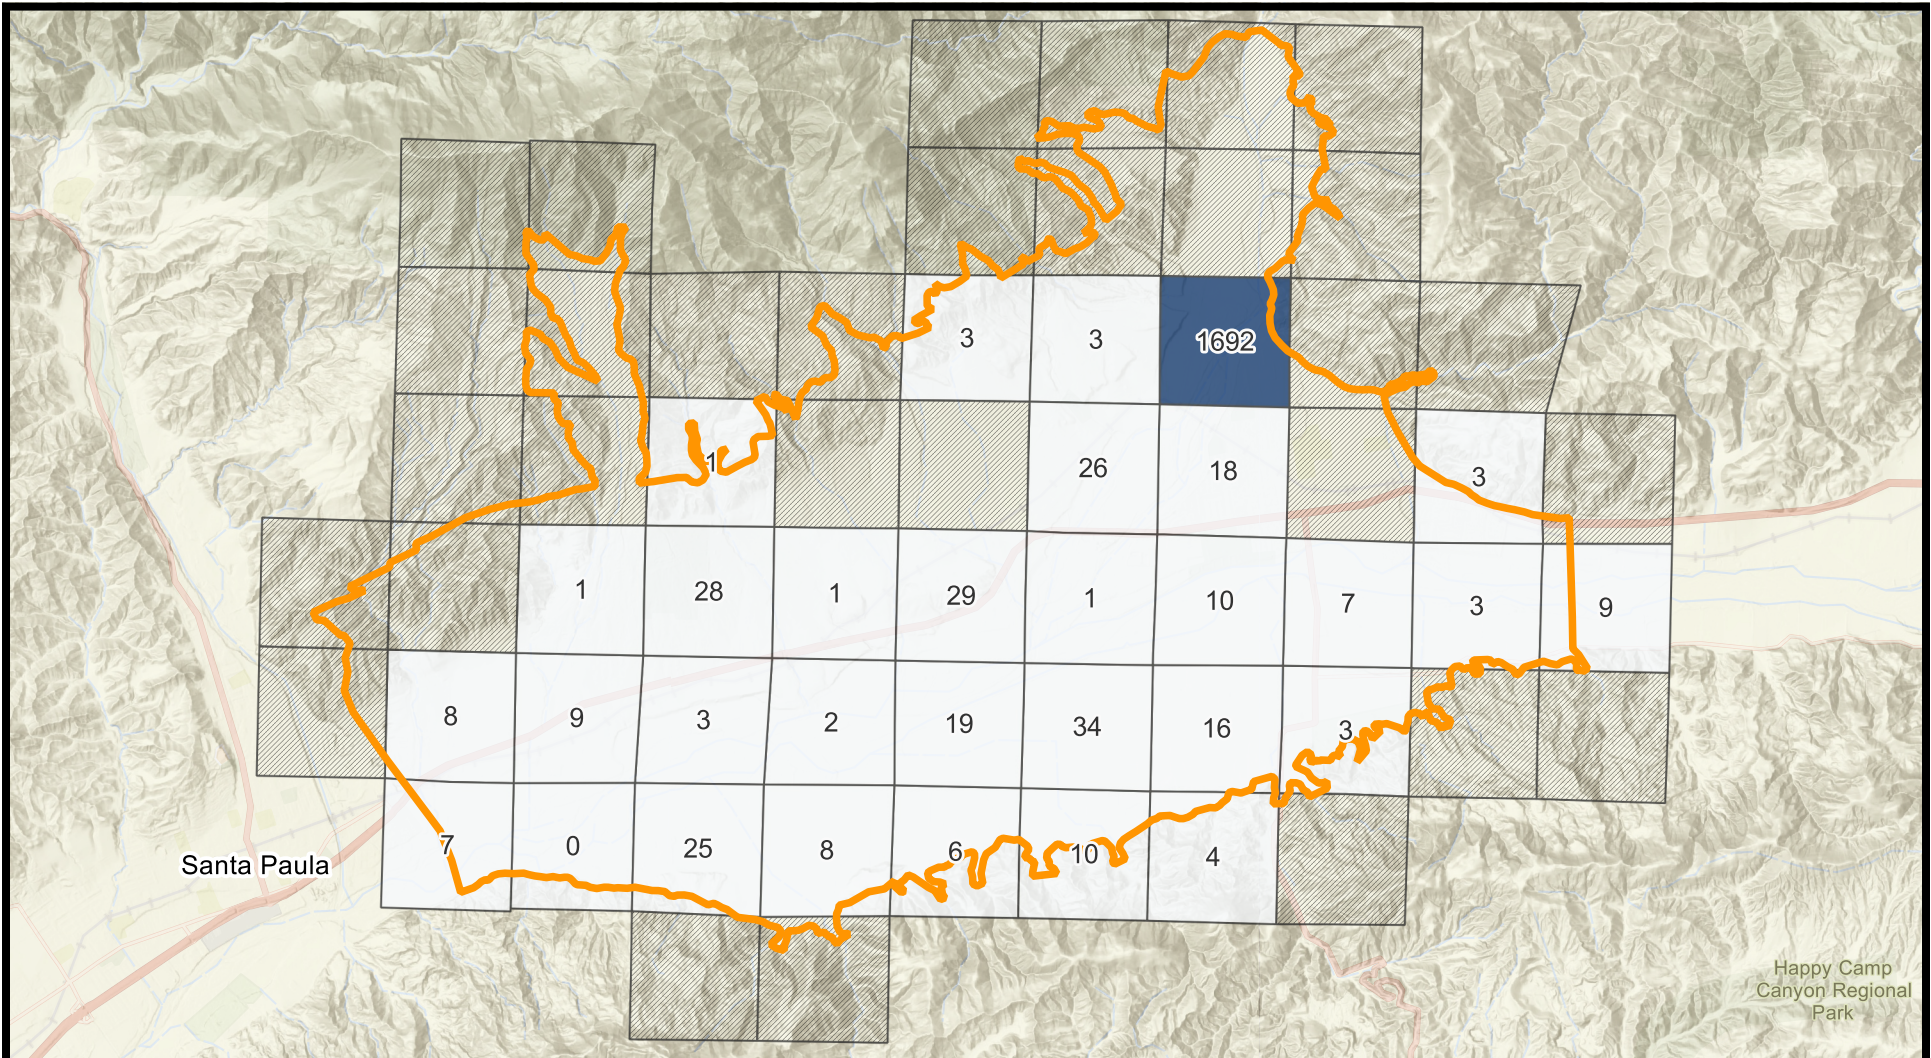 3 3 1692
1 26 18 3
1 28 1 29 1 10 7 3 9
8 9 3 2 19 34 16 3
7 0 25 8 6 10 4
Santa Paula
Happy Camp
Canyon Regional
Park